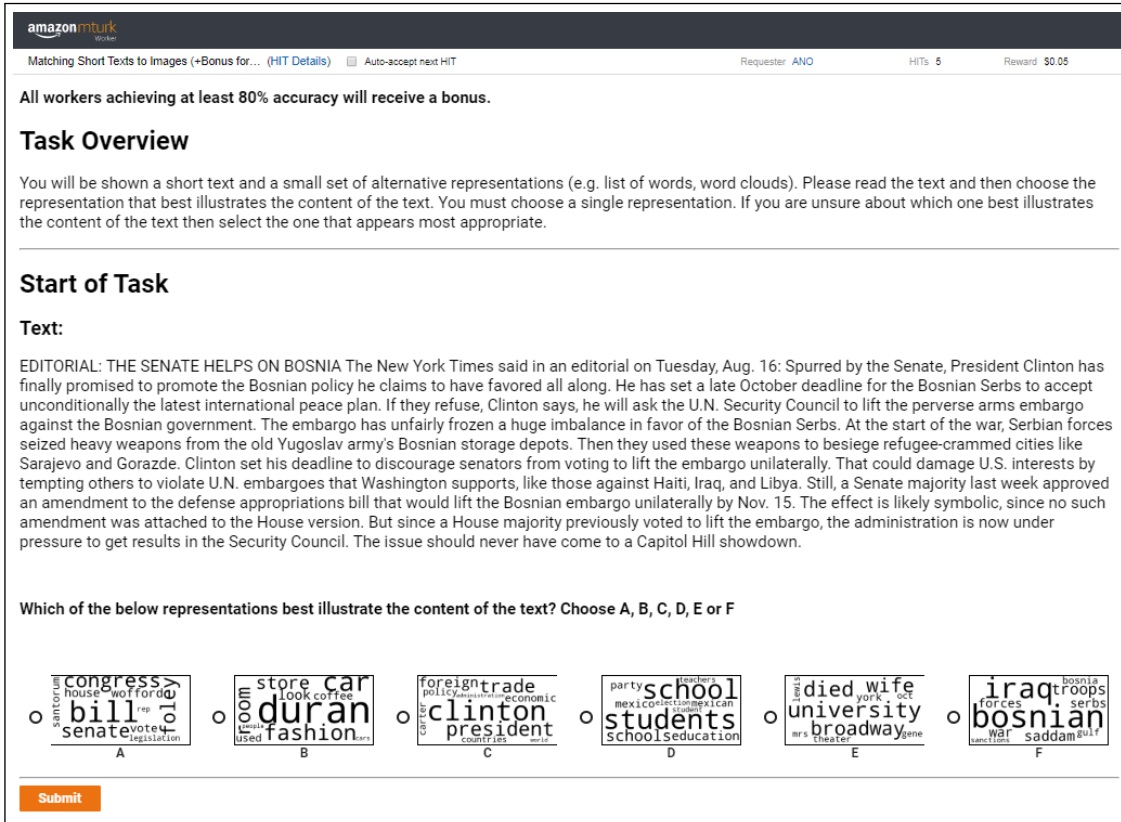 amazonmturk
Worker
Matching Short Texts to Images (+Bonus for... (HIT Details) Auto-accept next HIT Requester ANO HITs 5 Reward $0.05
All workers achieving at least 80% accuracy will receive a bonus.
Task Overview
You will be shown a short text and a small set of alternative representations (e.g. list of words, word clouds). Please read the text and then choose the
representation that best illustrates the content of the text. You must choose a single representation. If you are unsure about which one best illustrates
the content of the text then select the one that appears most appropriate.
Start of Task
Text:
EDITORIAL: THE SENATE HELPS ON BOSNIA The New York Times said in an editorial on Tuesday, Aug. 16: Spurred by the Senate, President Clinton has
finally promised to promote the Bosnian policy he claims to have favored all along. He has set a late October deadline for the Bosnian Serbs to accept
unconditionally the latest international peace plan. If they refuse, Clinton says, he will ask the U.N. Security Council to lift the perverse arms embargo
against the Bosnian government. The embargo has unfairly frozen a huge imbalance in favor of the Bosnian Serbs. At the start of the war, Serbian forces
seized heavy weapons from the old Yugoslav army's Bosnian storage depots. Then they used these weapons to besiege refugee-crammed cities like
Sarajevo and Gorazde. Clinton set his deadline to discourage senators from voting to lift the embargo unilaterally. That could damage U.S. interests by
tempting others to violate U.N. embargoes that Washington supports, like those against Haiti, Iraq, and Libya. Still, a Senate majority last week approved
an amendment to the defense appropriations bill that would lift the Bosnian embargo unilaterally by Nov. 15. The effect is likely symbolic, since no such
amendment was attached to the House version. But since a House majority previously voted to lift the embargo, the administration is now under
pressure to get results in the Security Council. The issue should never have come to a Capitol Hill showdown.
Which of the below representations best illustrate the content of the text? Choose A, B, C, D, E or F
santorum congress house wofford foley bill rep senate vote legislation
A
room store car look coffee duran people used fashion cars
B
foreign trade policy administration economic carter clinton president countries world
C
party teachers school mexico election mexican student students schools education
D
lewis died wife york oct university mrs broadway gene theater
E
iraq bosnia troops forces serbs bosnian war saddam gulf sanctions
F
Submit